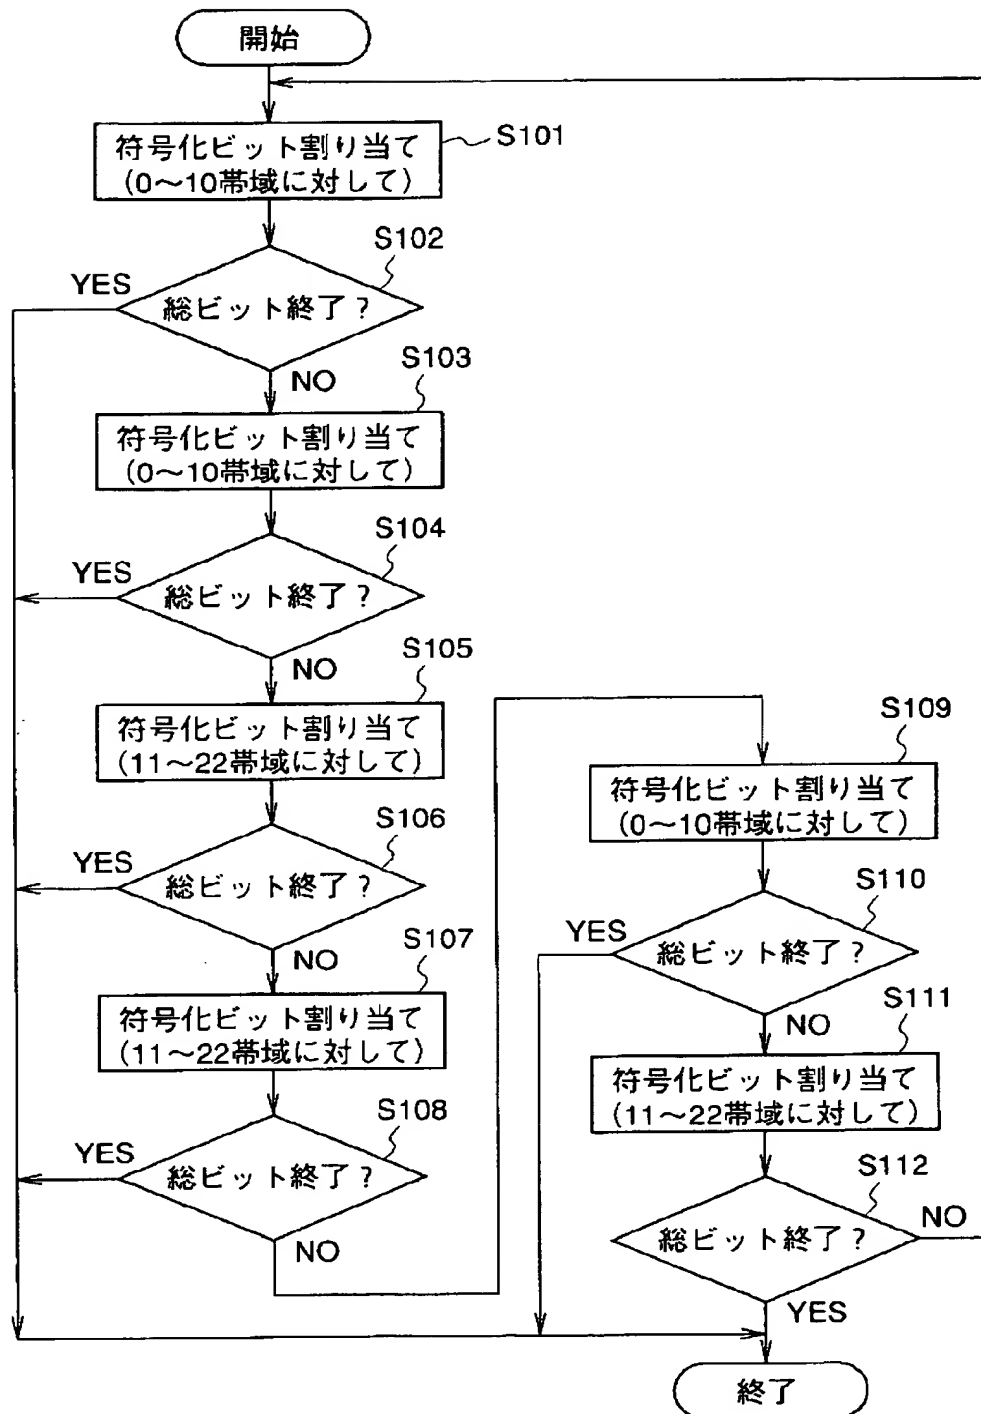 開始
符号化ビット割り当て
(0〜10帯域に対して)
S101
S102
YES
総ビット終了?
NO
S103
符号化ビット割り当て
(0〜10帯域に対して)
S104
YES
総ビット終了?
NO
S105
符号化ビット割り当て
(11〜22帯域に対して)
S106
YES
総ビット終了?
NO
S107
符号化ビット割り当て
(11〜22帯域に対して)
S108
YES
総ビット終了?
NO
S109
符号化ビット割り当て
(0〜10帯域に対して)
S110
YES
総ビット終了?
NO
S111
符号化ビット割り当て
(11〜22帯域に対して)
S112
総ビット終了?
NO
YES
終了